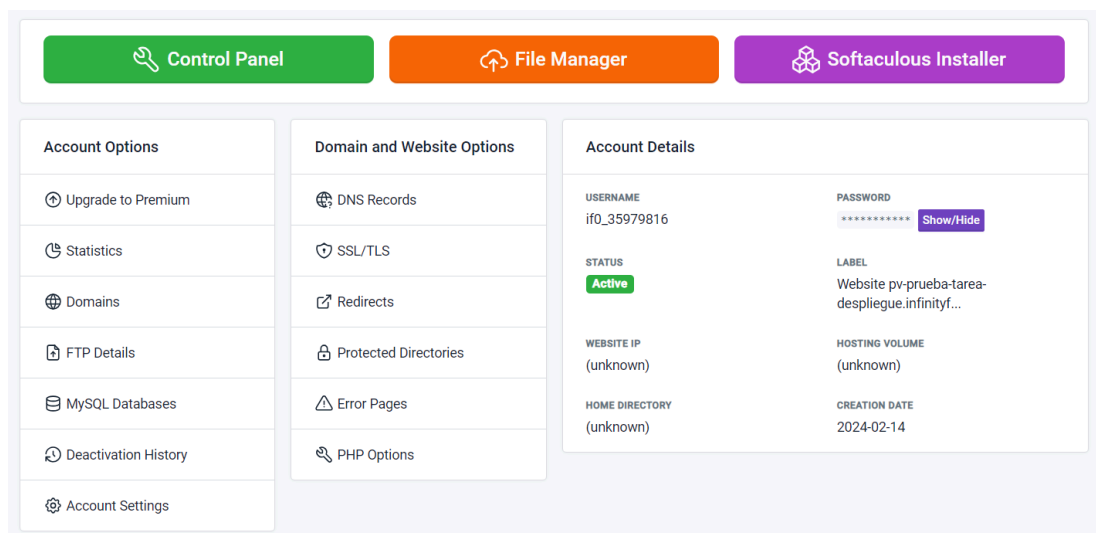 Control Panel
File Manager
Softaculous Installer
Account Options
Upgrade to Premium
Statistics
Domains
FTP Details
MySQL Databases
Deactivation History
Account Settings
Domain and Website Options
DNS Records
SSL/TLS
Redirects
Protected Directories
Error Pages
PHP Options
Account Details
USERNAME
if0_35979816
PASSWORD
*********** Show/Hide
STATUS
Active
LABEL
Website pv-prueba-tarea-
despliegue.infinityf...
WEBSITE IP
(unknown)
HOSTING VOLUME
(unknown)
HOME DIRECTORY
(unknown)
CREATION DATE
2024-02-14